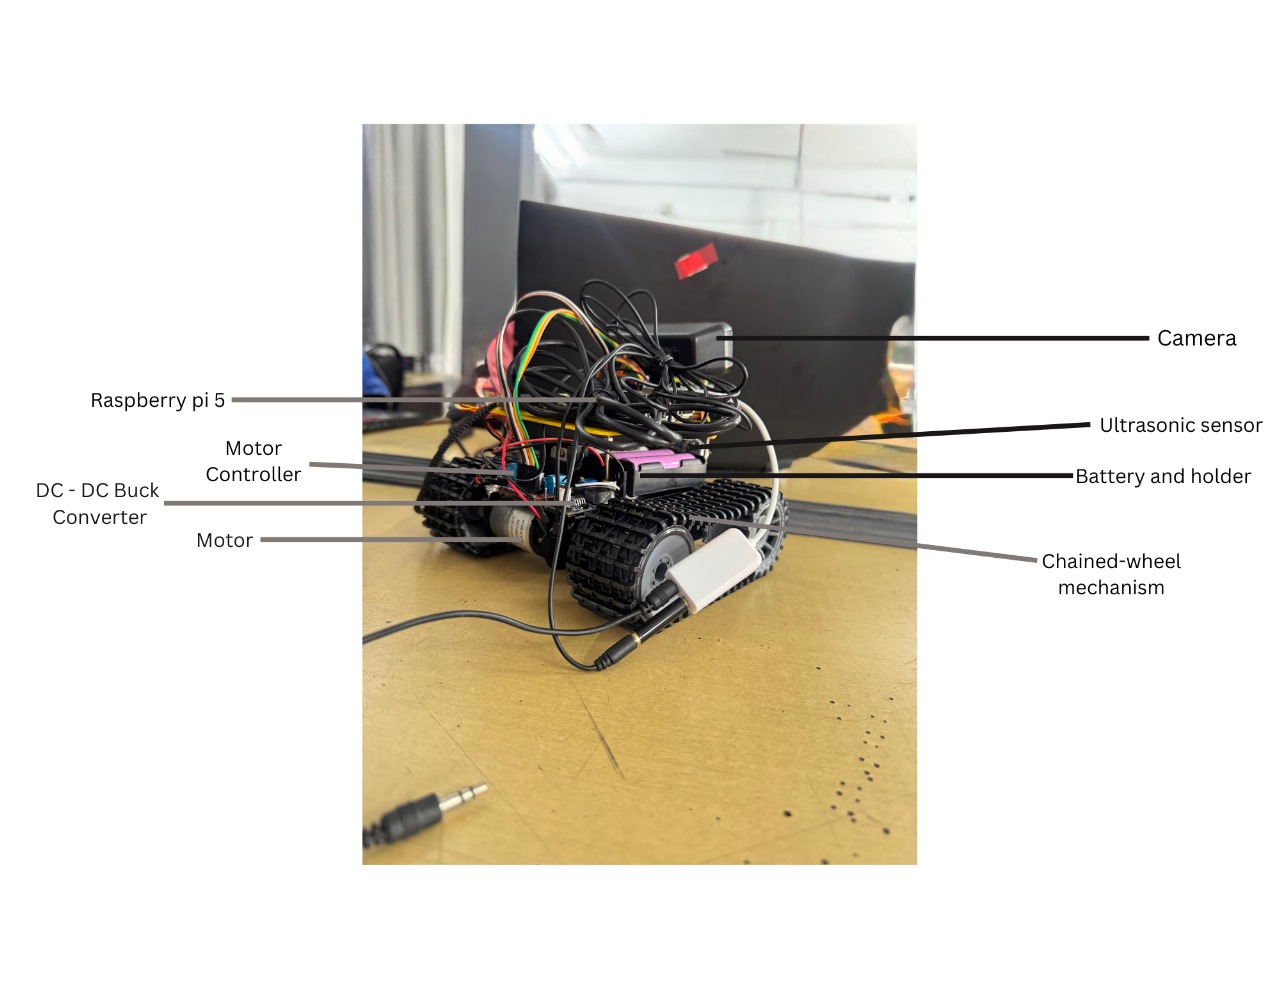 Camera
Raspberry pi 5
Ultrasonic sensor
Motor
Controller
Battery and holder
DC - DC Buck
Converter
Motor
Chained-wheel
mechanism